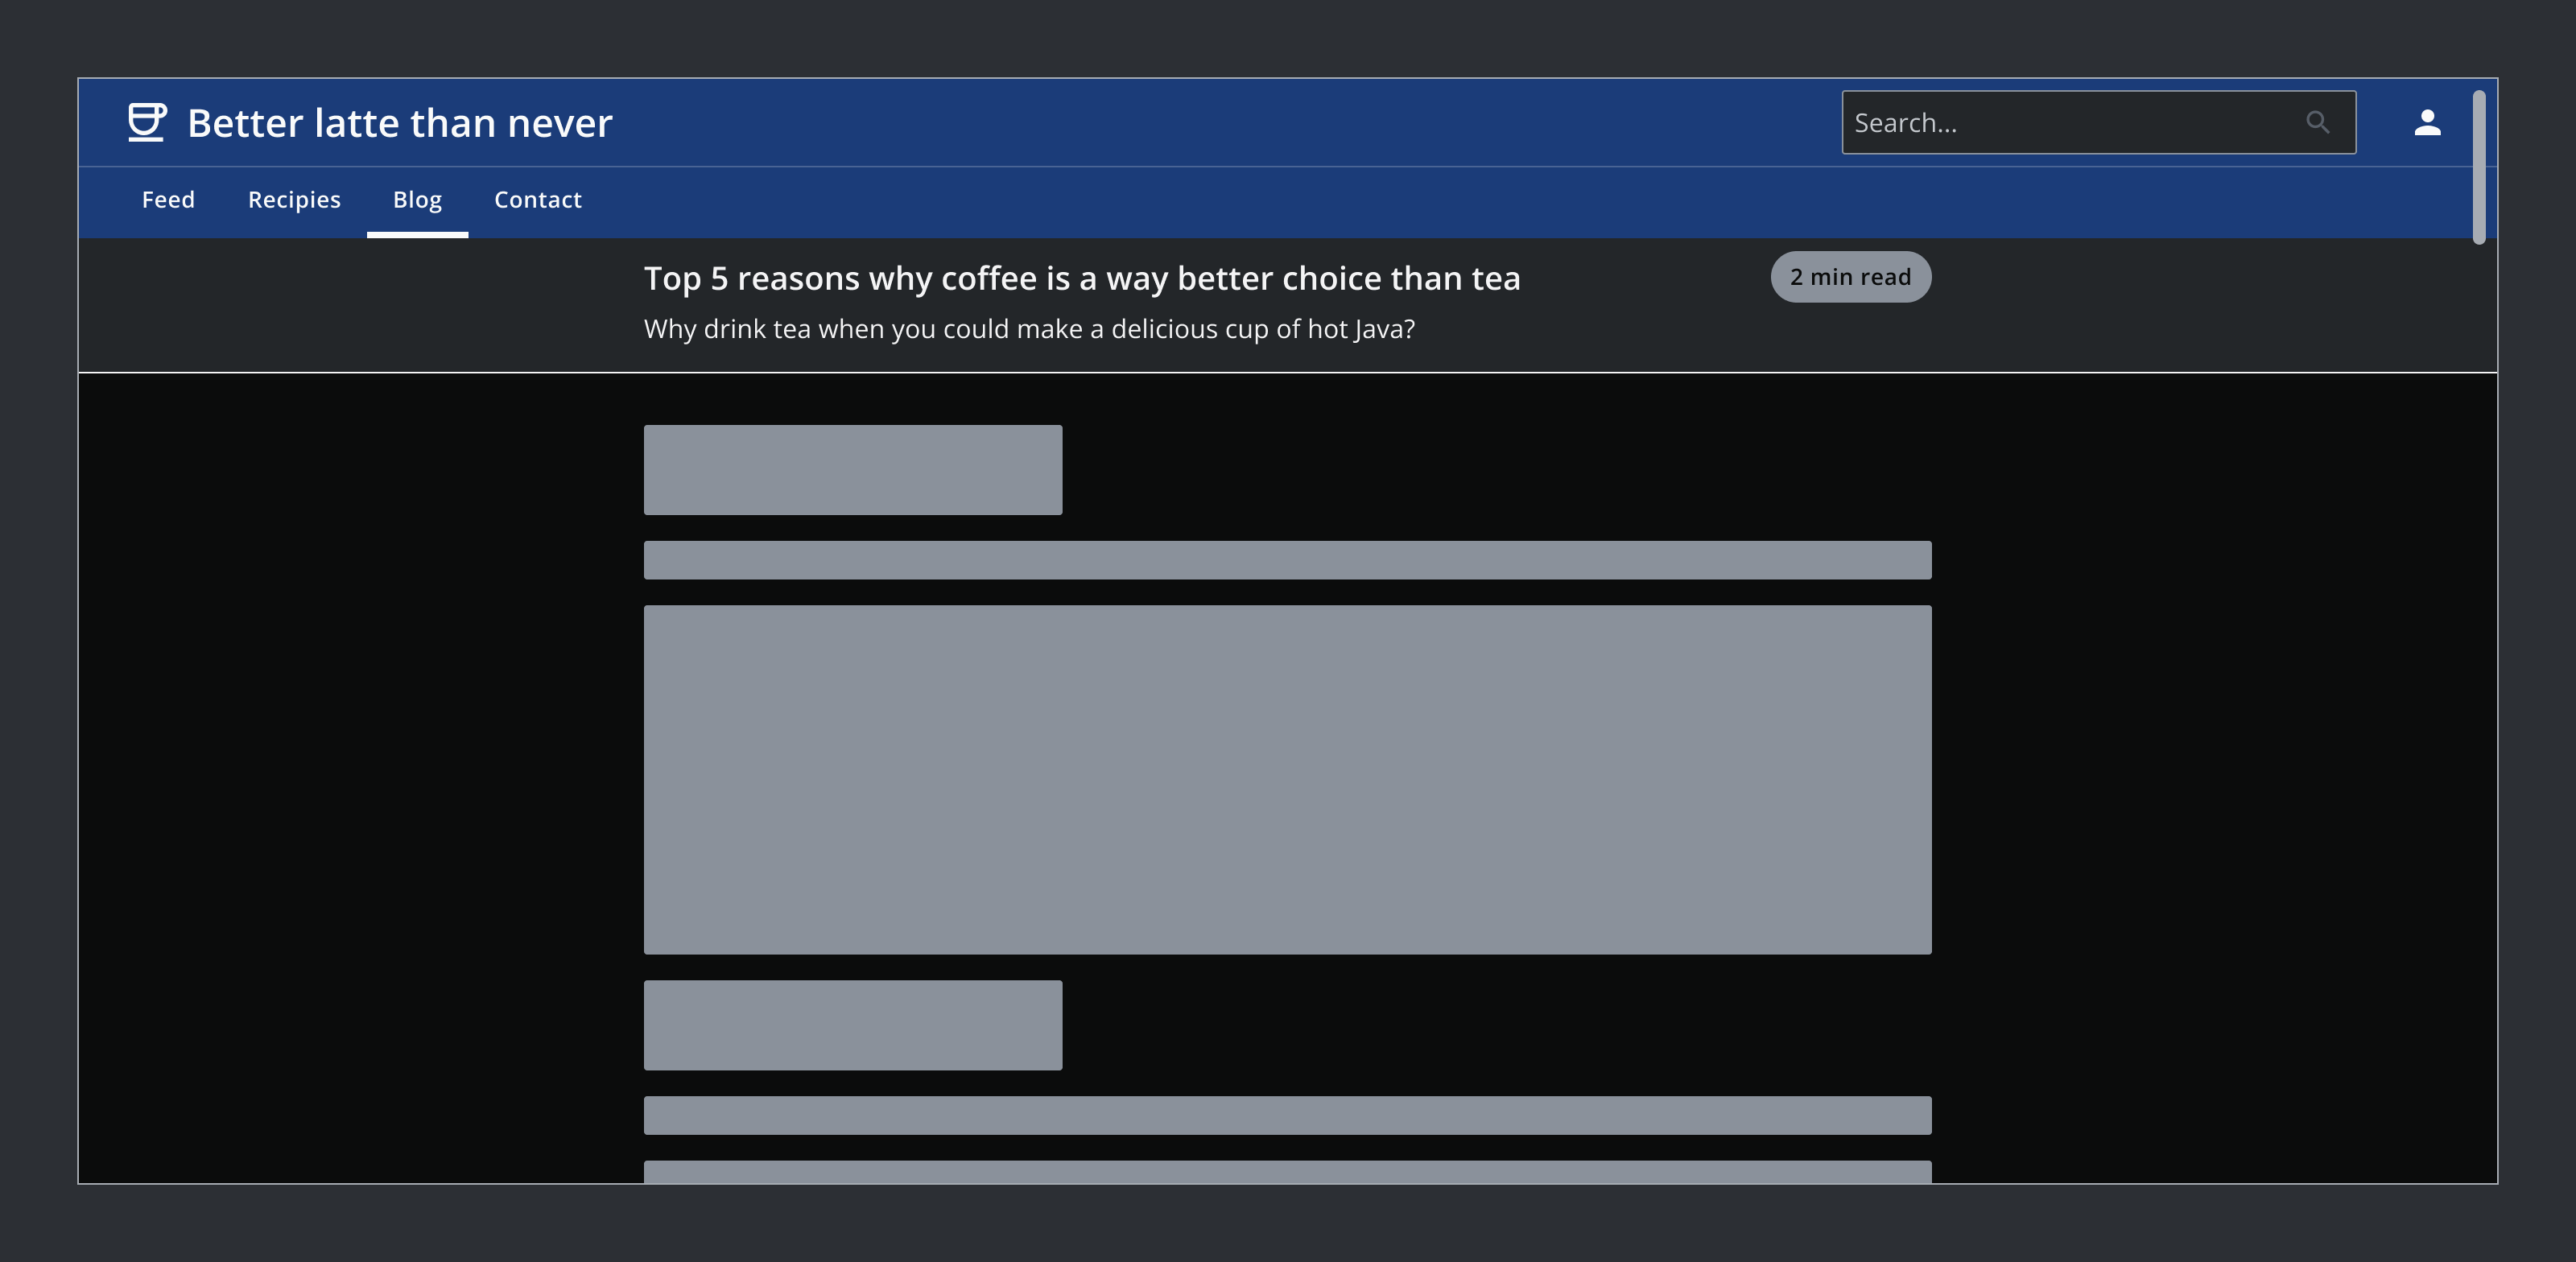 Better latte than never
Search...
Feed
Recipies
Blog
Contact
Top 5 reasons why coffee is a way better choice than tea
2 min read
Why drink tea when you could make a delicious cup of hot Java?